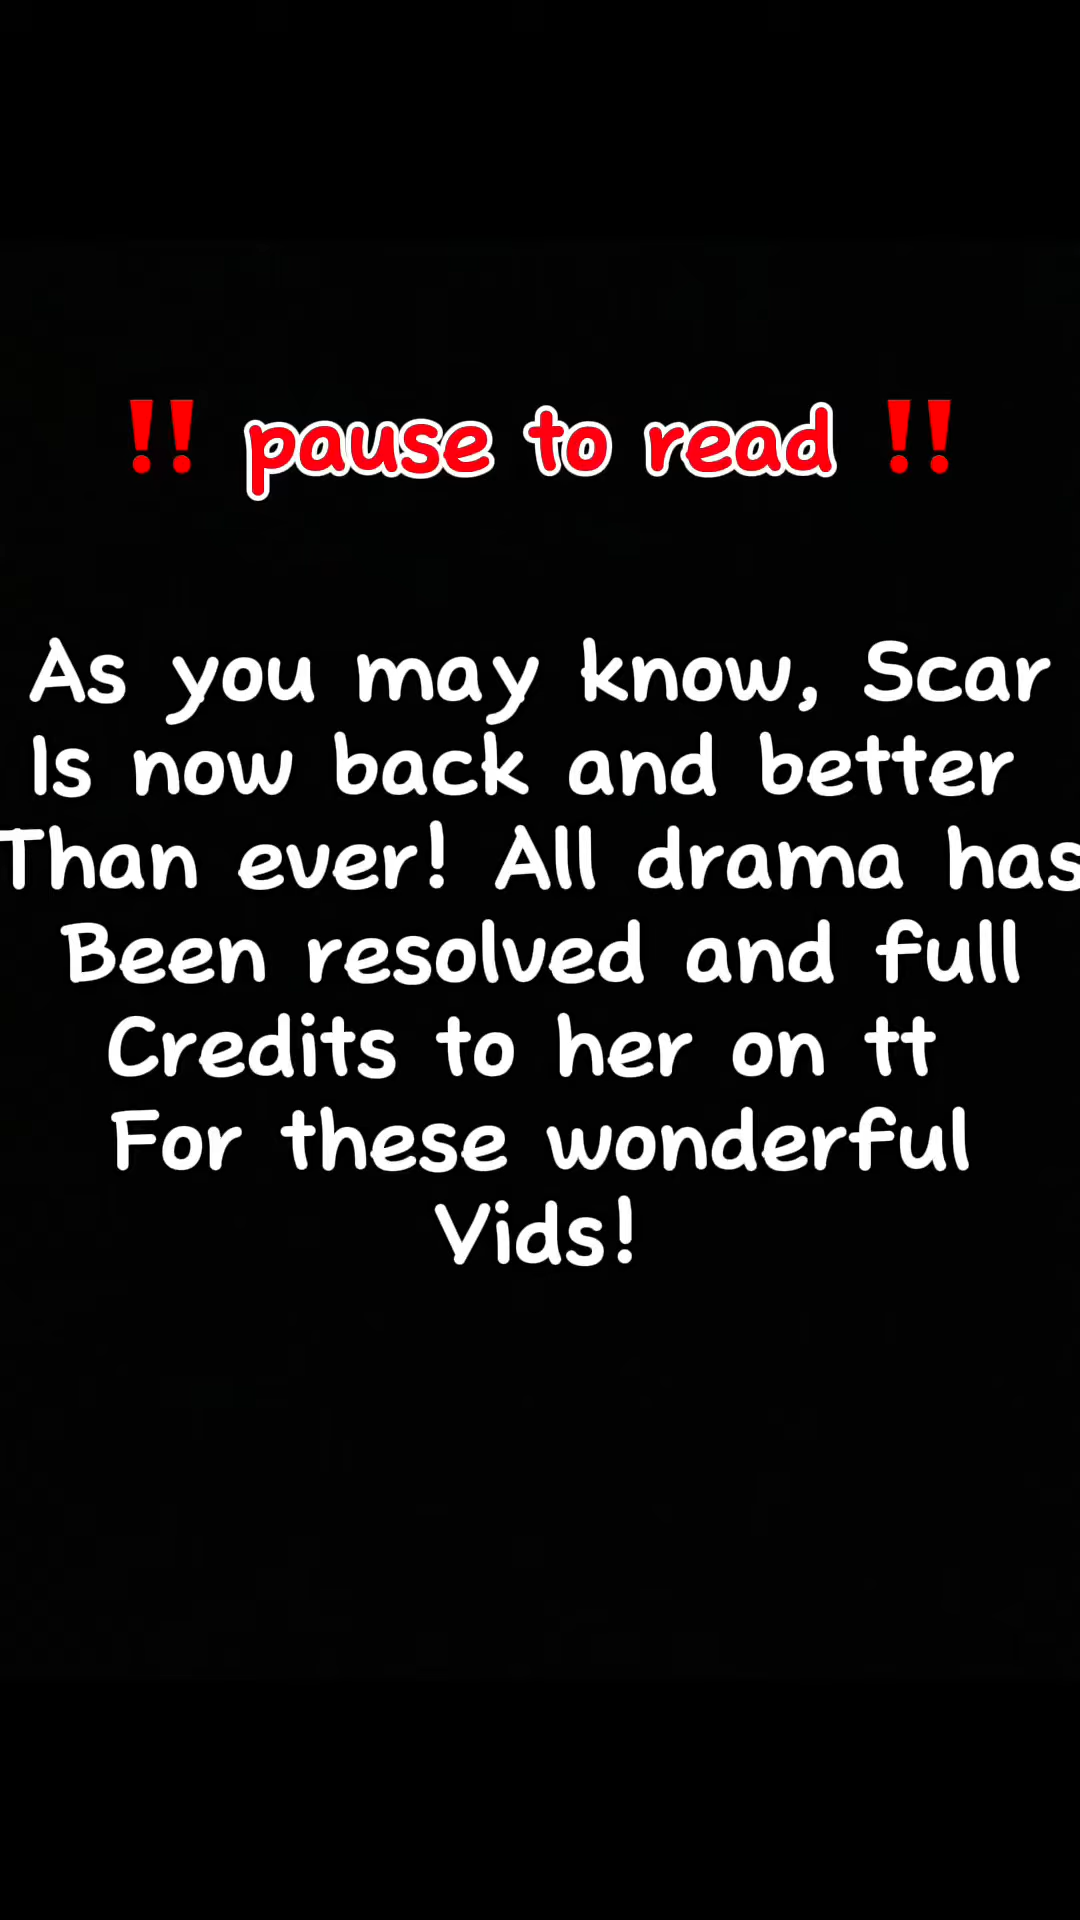 ‼️ pause to read ‼️
As you may know, Scar
Is now back and better
Than ever! All drama has
Been resolved and full
Credits to her on tt
For these wonderful
Vids!